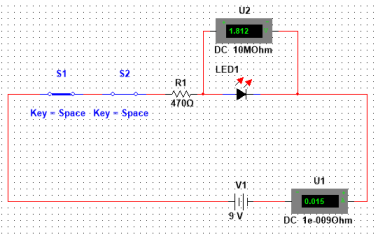 U2
1.812
DC 10MOhm
S1
S2
R1
LED1
470Ω
Key = Space
Key = Space
V1
9 V
U1
0.015
DC 1e-009Ohm